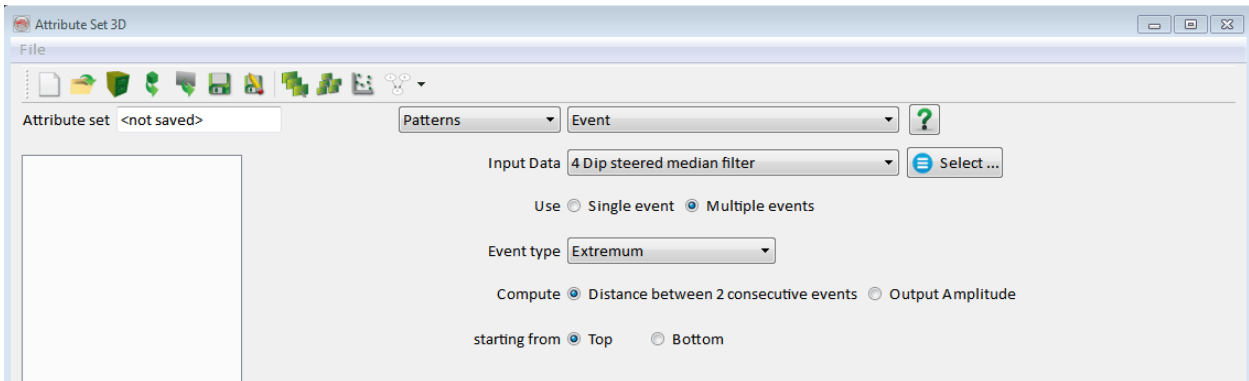 Attribute Set 3D
File
Attribute set <not saved> Patterns Event ?
Input Data 4 Dip steered median filter Select ...
Use Single event Multiple events
Event type Extremum
Compute Distance between 2 consecutive events Output Amplitude
starting from Top Bottom